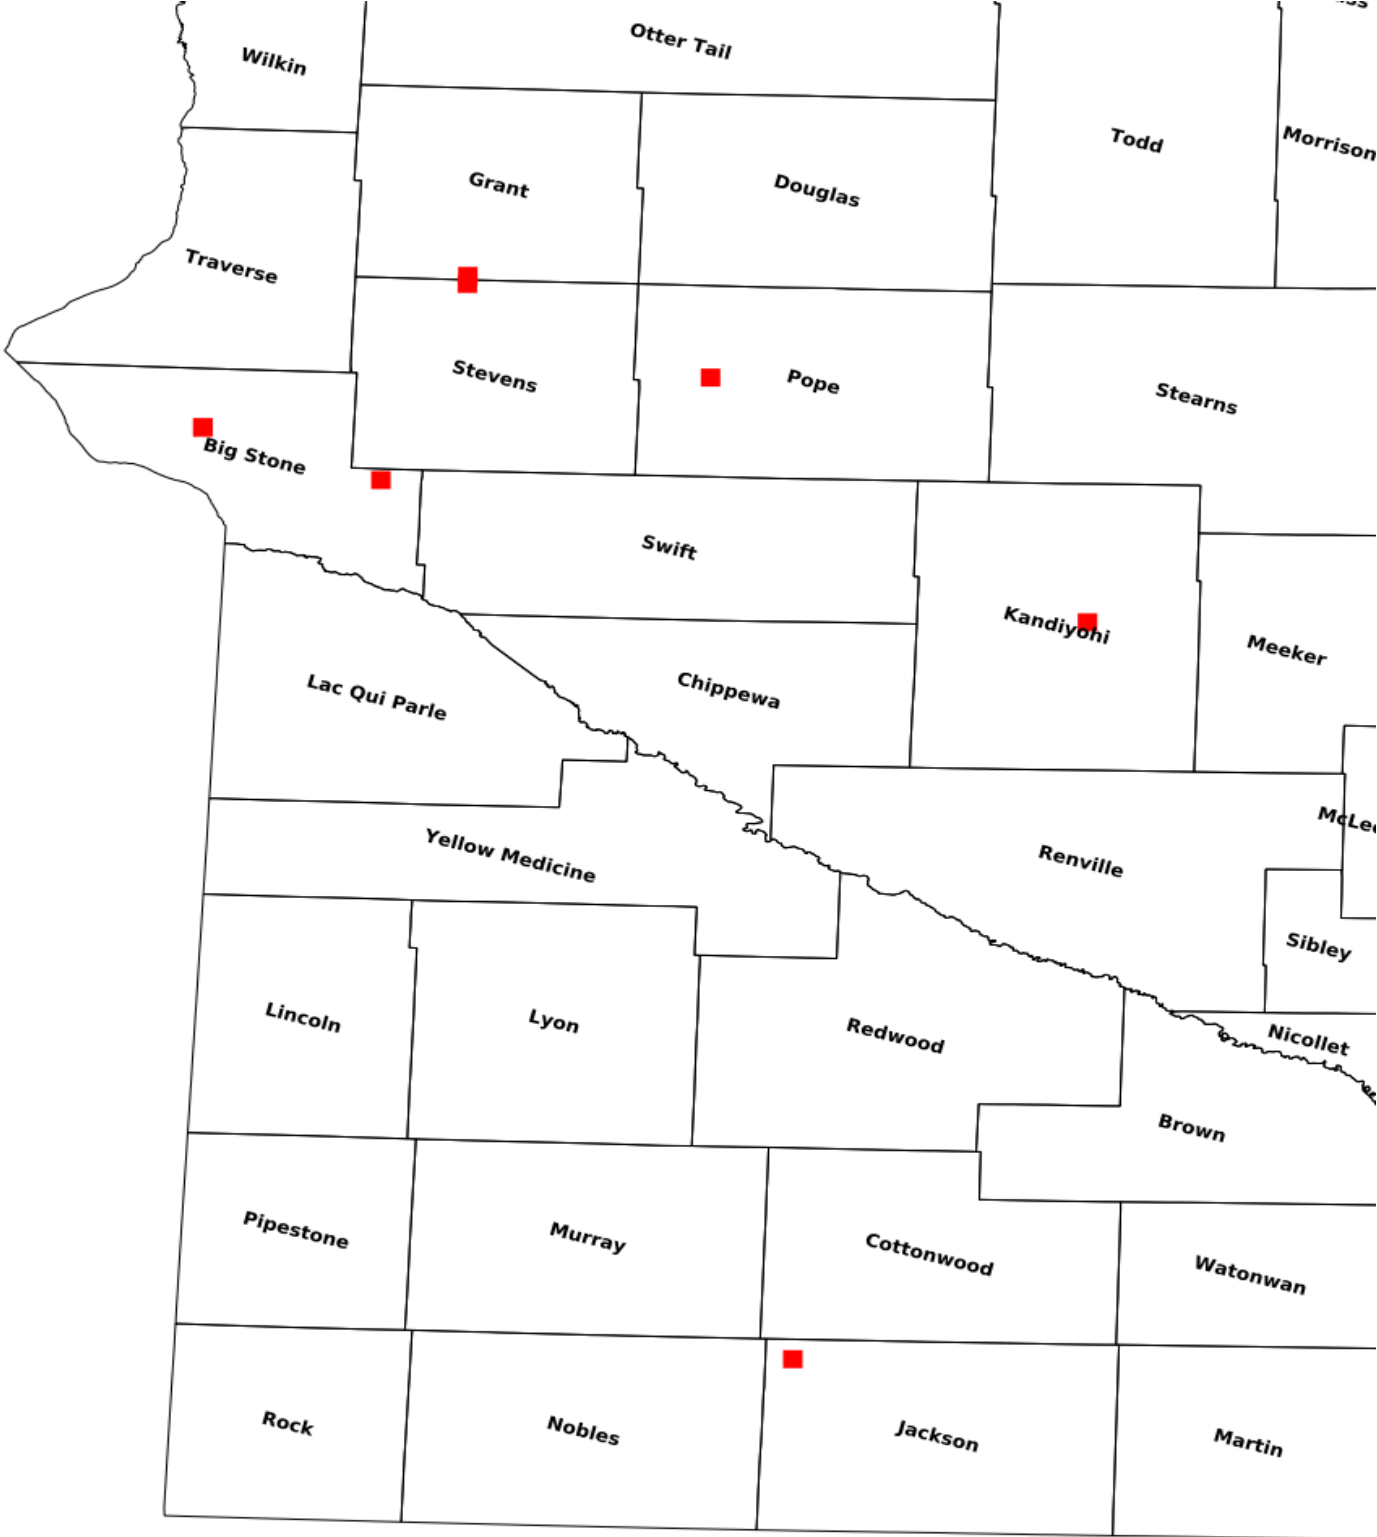 Otter Tail
Wilkin
Todd
Morrison
Grant
Douglas
Traverse
Stevens
Pope
Stearns
Big Stone
Swift
Kandiyohi
Meeker
Lac Qui Parle
Chippewa
McLee
Yellow Medicine
Renville
Sibley
Lincoln
Lyon
Redwood
Nicollet
Brown
Pipestone
Murray
Cottonwood
Watonwan
Rock
Nobles
Jackson
Martin